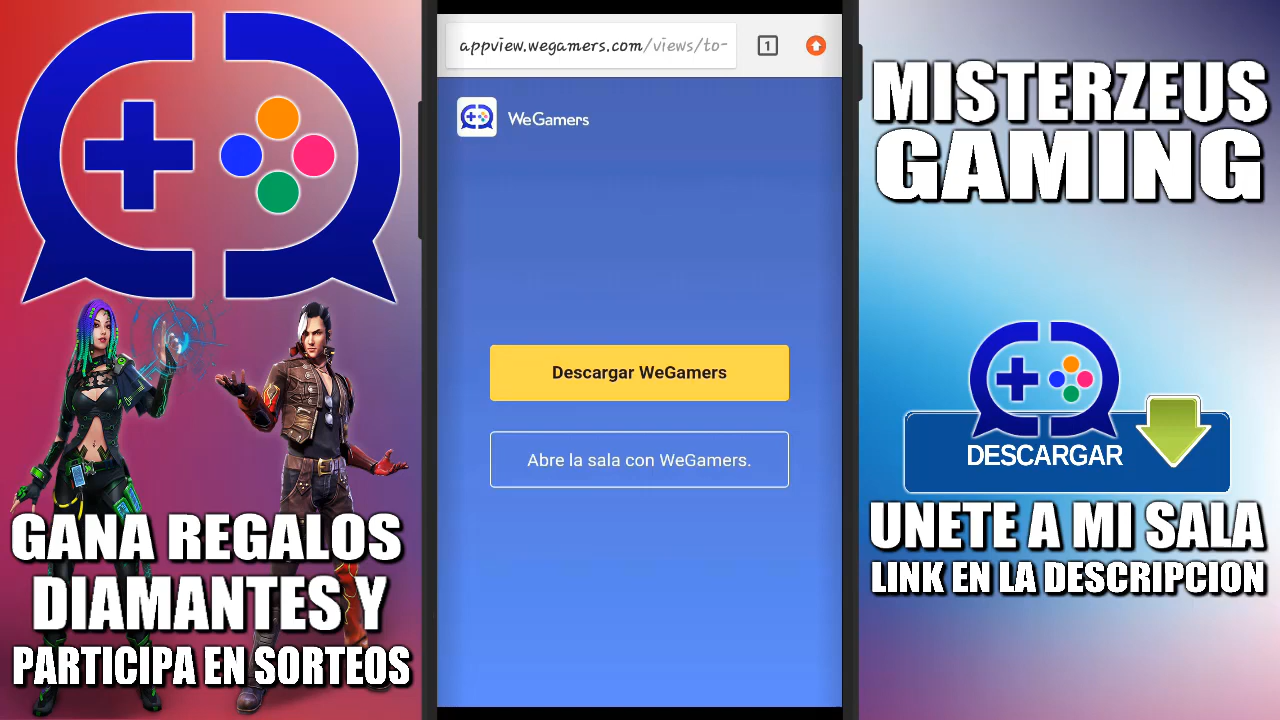 GANA REGALOS
DIAMANTES Y
PARTICIPA EN SORTEOS
appview.wegamers.com/views/to-
1
WeGamers
Descargar WeGamers
Abre la sala con WeGamers.
MISTERZEUS
GAMING
DESCARGAR
UNETE A MI SALA
LINK EN LA DESCRIPCION